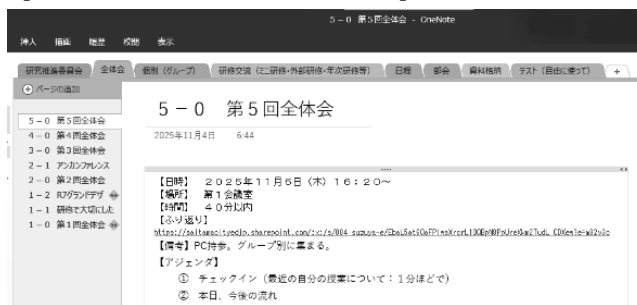 5－0 第5回全体会 - OneNote
挿入 描画 履歴 校閲 表示
研究推進委員会 全体会 個別（グループ） 研修交流（ミニ研修・外部研修・年次研修等） 日程 部会 資料格納 テスト（自由に使って） +
ページの追加
5－0 第5回全体会
4－0 第4回全体会
3－0 第3回全体会
2－1 アンカンファレンス
2－0 第2回全体会
1－2 R7グランドデザ
1－1 研修で大切にした
1－0 第1回全体会
5－0 第5回全体会
2025年11月4日 6:44
【日時】 2025年11月6日（木）16：20～
【場所】 第1会議室
【時間】 40分以内
【ふり返り】
【備考】PC持参。グループ別に集まる。
【アジェンダ】
① チェックイン（最近の自分の授業について：1分ほどで）
② 本日、今後の流れ